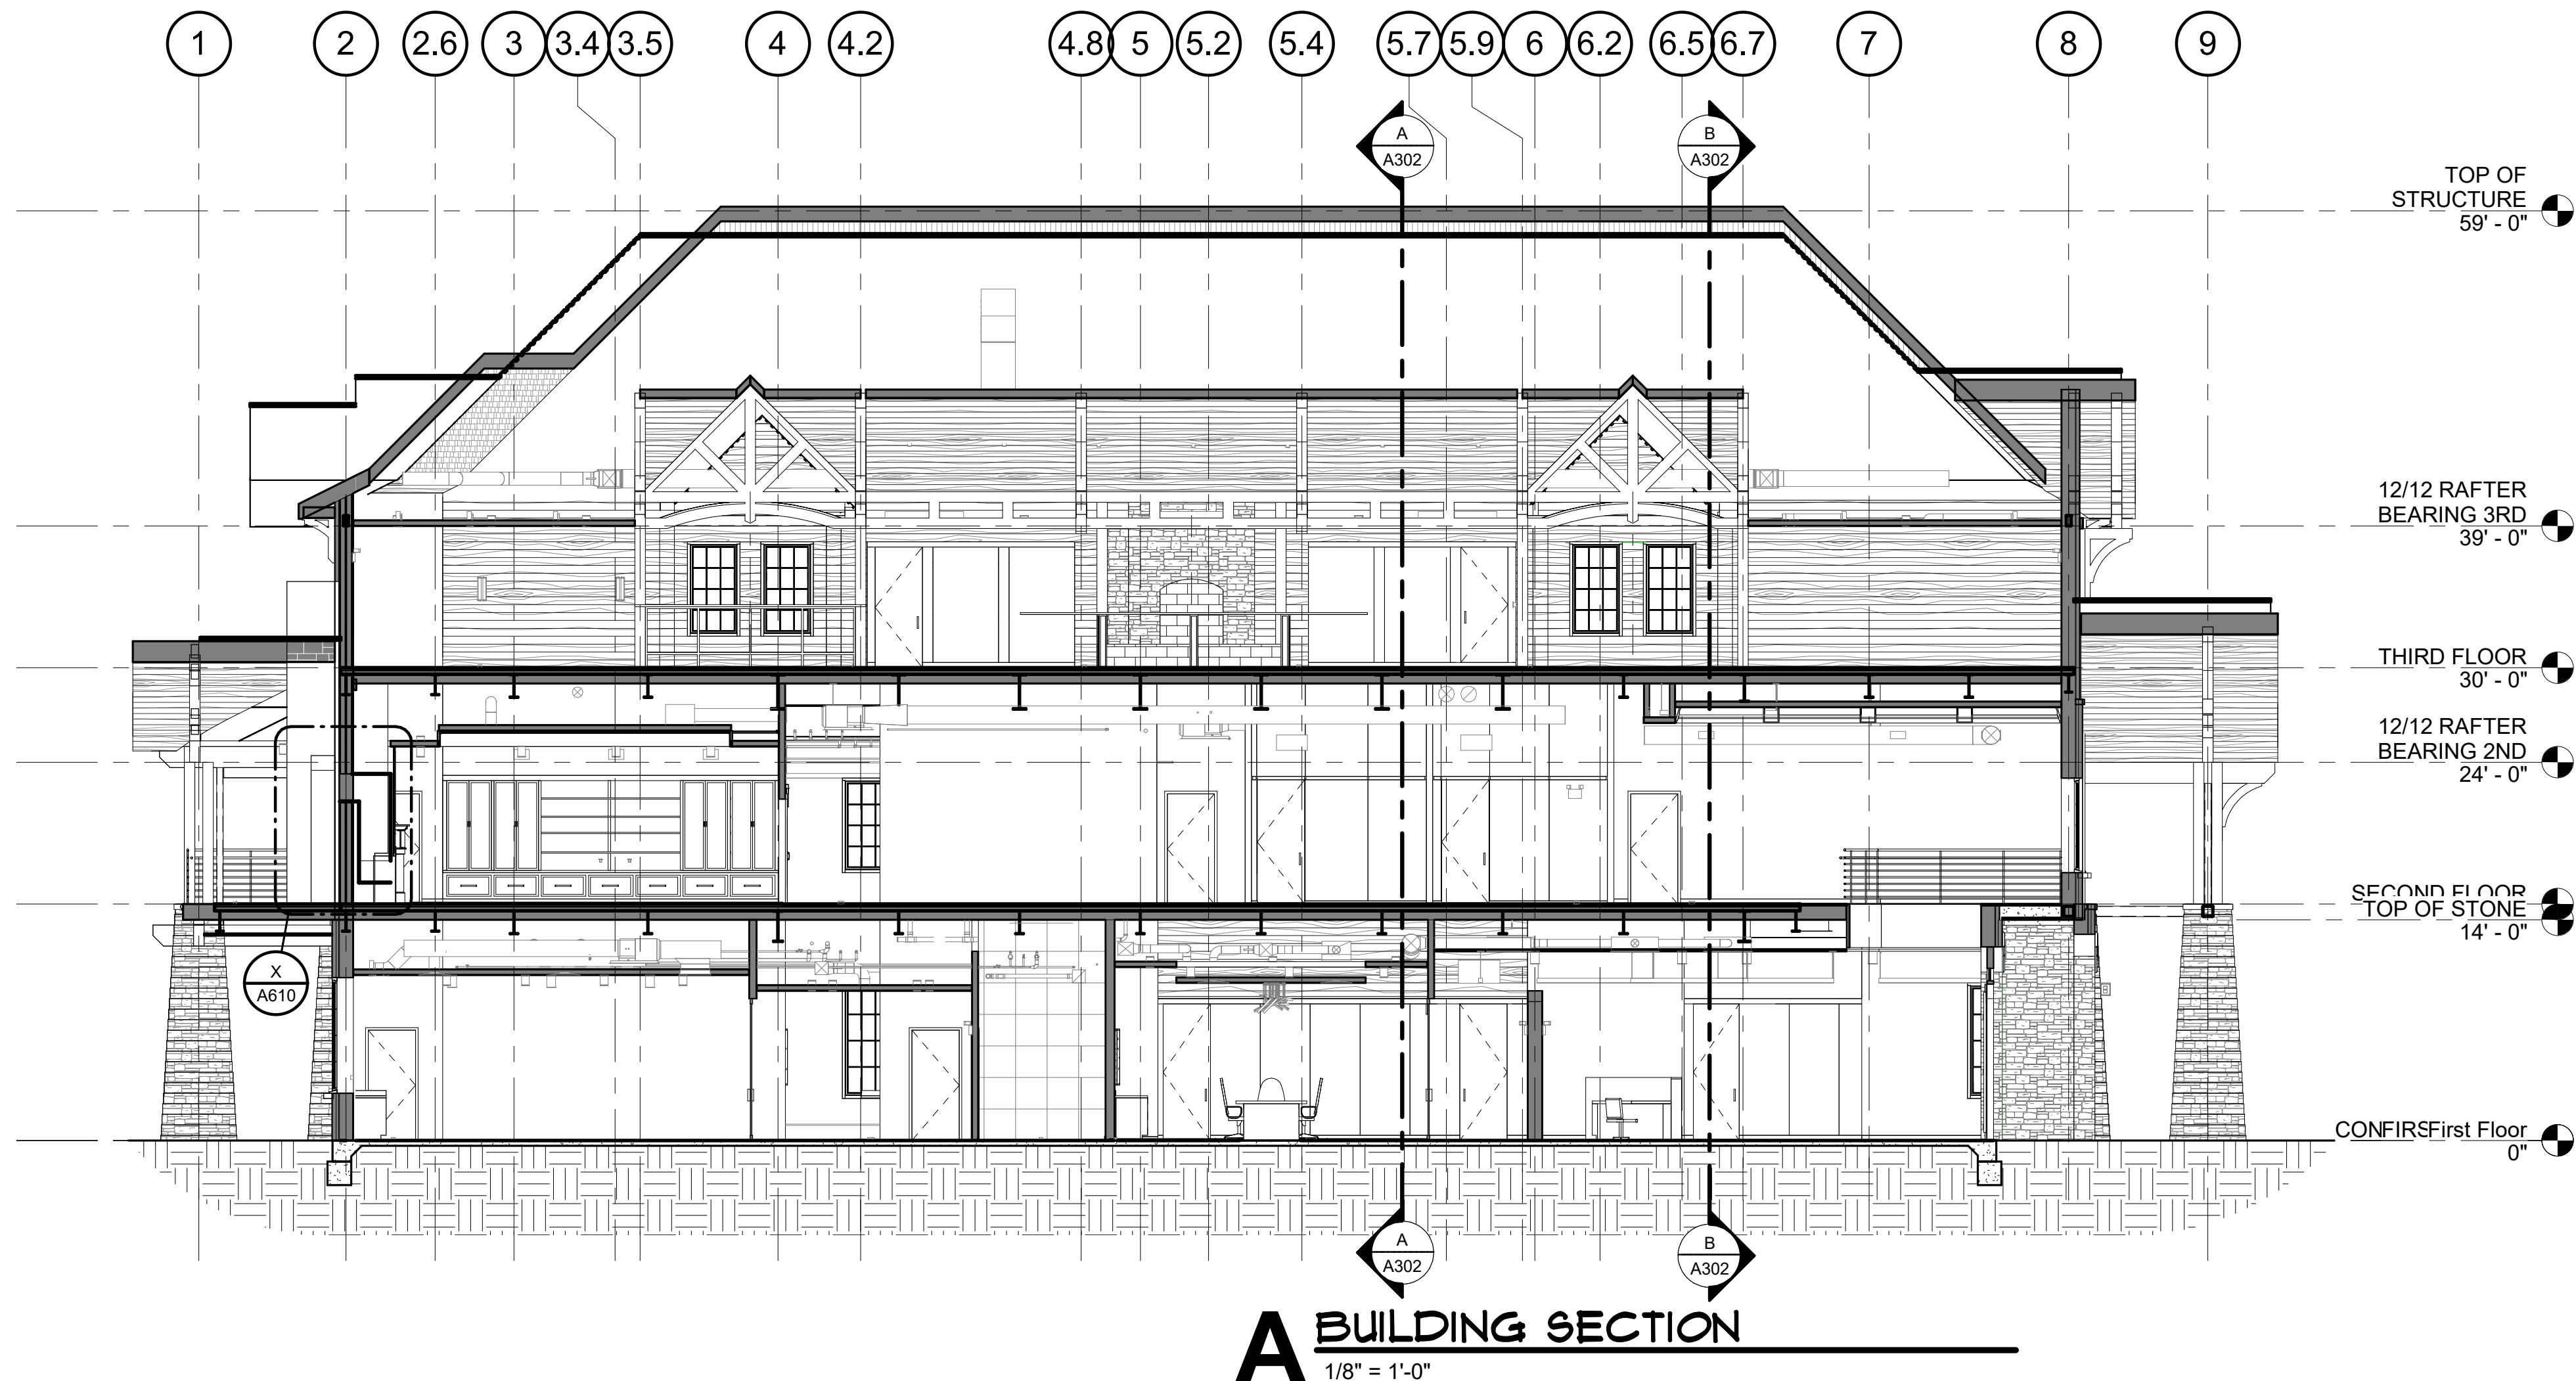 1 2 2.6 3 3.4 3.5 4 4.2 4.8 5 5.2 5.4 5.7 5.9 6 6.2 6.5 6.7 7 8 9
A
A302
B
A302
TOP OF
STRUCTURE
59' - 0"
12/12 RAFTER
BEARING 3RD
39' - 0"
THIRD FLOOR
30' - 0"
12/12 RAFTER
BEARING 2ND
24' - 0"
SECOND FLOOR
TOP OF STONE
14' - 0"
X
A610
CONFIRSFirst Floor
0"
A
A302
B
A302
A BUILDING SECTION
1/8" = 1'-0"